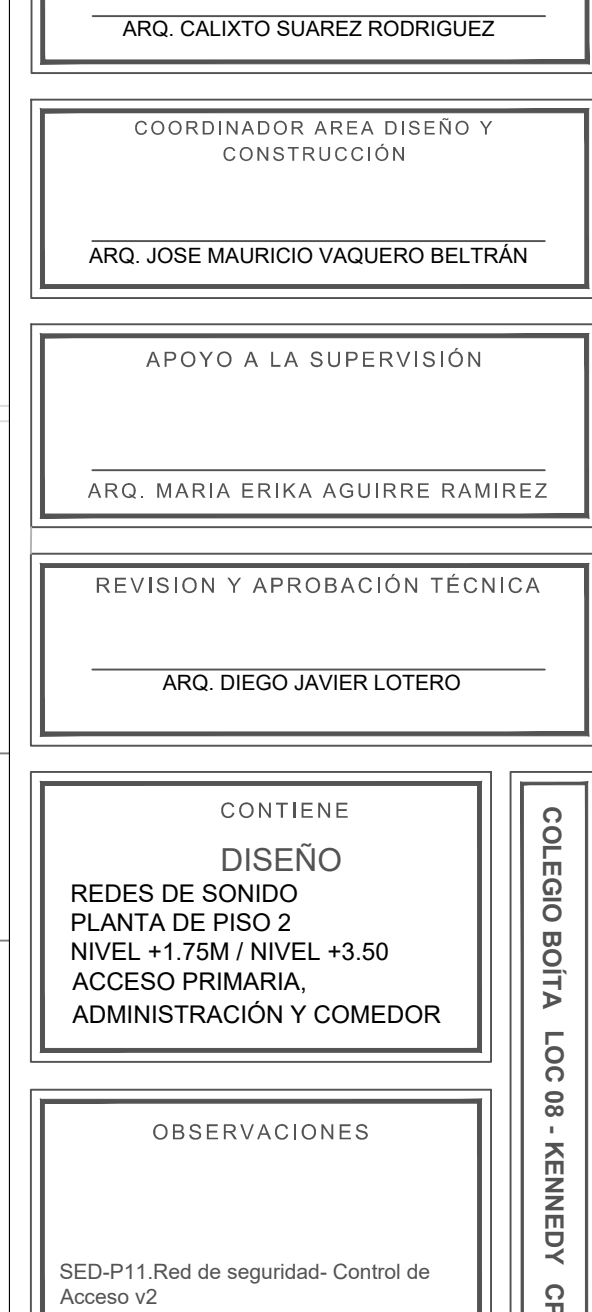 ARQ. CALIXTO SUAREZ RODRIGUEZ
COORDINADOR AREA DISEÑO Y
CONSTRUCCIÓN
ARQ. JOSE MAURICIO VAQUERO BELTRÁN
APOYO A LA SUPERVISIÓN
ARQ. MARIA ERIKA AGUIRRE RAMIREZ
REVISION Y APROBACIÓN TÉCNICA
ARQ. DIEGO JAVIER LOTERO
CONTIENE
DISEÑO
REDES DE SONIDO
PLANTA DE PISO 2
NIVEL +1.75M / NIVEL +3.50
ACCESO PRIMARIA,
ADMINISTRACIÓN Y COMEDOR
OBSERVACIONES
SED-P11.Red de seguridad- Control de
Acceso v2
COLEGIO BOÍTA LOC 08 - KENNEDY